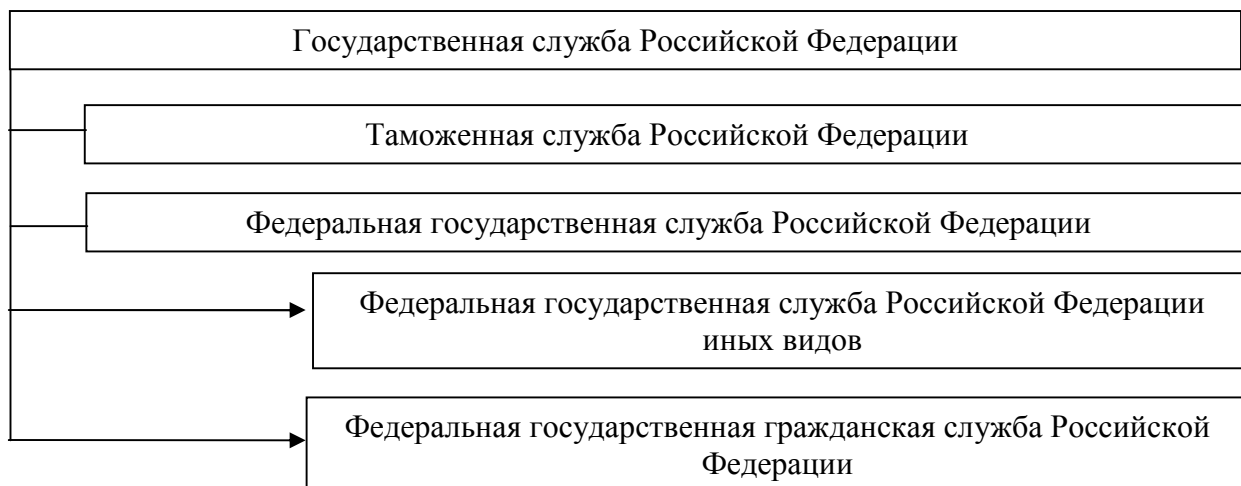 Государственная служба Российской Федерации
Таможенная служба Российской Федерации
Федеральная государственная служба Российской Федерации
Федеральная государственная служба Российской Федерации
иных видов
Федеральная государственная гражданская служба Российской
Федерации